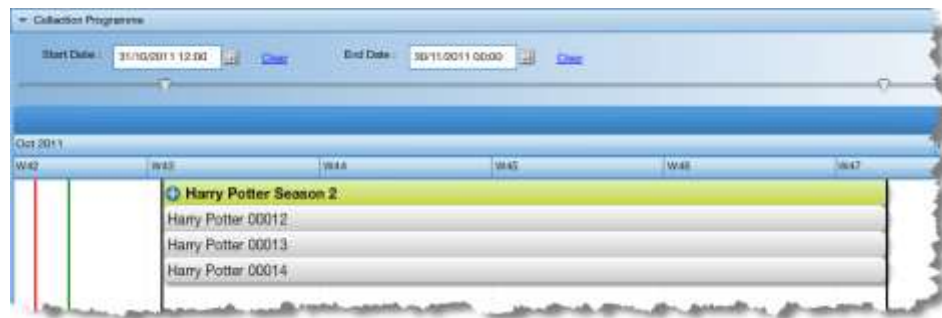 Collection Programme
Start Date : 31/10/2011 12:00 Clear End Date : 30/11/2011 00:00 Clear
Oct 2011
W42 W43 W44 W45 W46 W47
Harry Potter Season 2
Harry Potter 00012
Harry Potter 00013
Harry Potter 00014